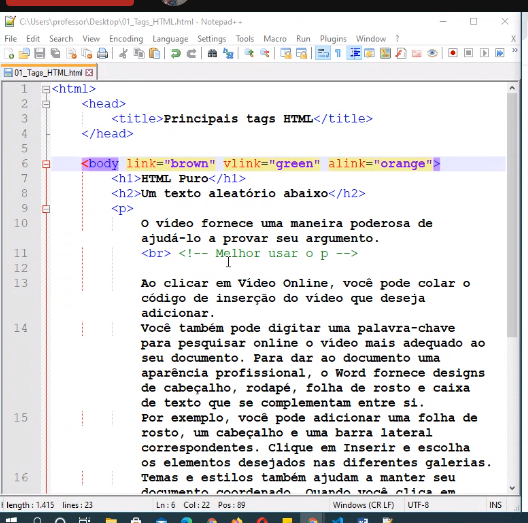 C:\Users\professor\Desktop\01_Tags_HTML.html - Notepad++
File Edit Search View Encoding Language Settings Tools Macro Run Plugins Window ? X
01_Tags_HTML.html
1 <html>
2 <head>
3 <title>Principais tags HTML</title>
4 </head>
5
6 <body link="brown" vlink="green" alink="orange">
7 <h1>HTML Puro</h1>
8 <h2>Um texto aleatório abaixo</h2>
9 <p>
10 O vídeo fornece uma maneira poderosa de
ajudá-lo a provar seu argumento.
11 <br> <!-- Melhor usar o p -->
12
13 Ao clicar em Vídeo Online, você pode colar o
código de inserção do vídeo que deseja
adicionar.
14 Você também pode digitar uma palavra-chave
para pesquisar online o vídeo mais adequado ao
seu documento. Para dar ao documento uma
aparência profissional, o Word fornece designs
de cabeçalho, rodapé, folha de rosto e caixa
de texto que se complementam entre si.
15 Por exemplo, você pode adicionar uma folha de
rosto, um cabeçalho e uma barra lateral
correspondentes. Clique em Inserir e escolha
os elementos desejados nas diferentes galerias.
16 Temas e estilos também ajudam a manter seu
documento coordenado. Quando você clica em
length : 1.415 lines : 23 Ln : 6 Col : 22 Pos : 89 Windows (CR LF) UTF-8 INS